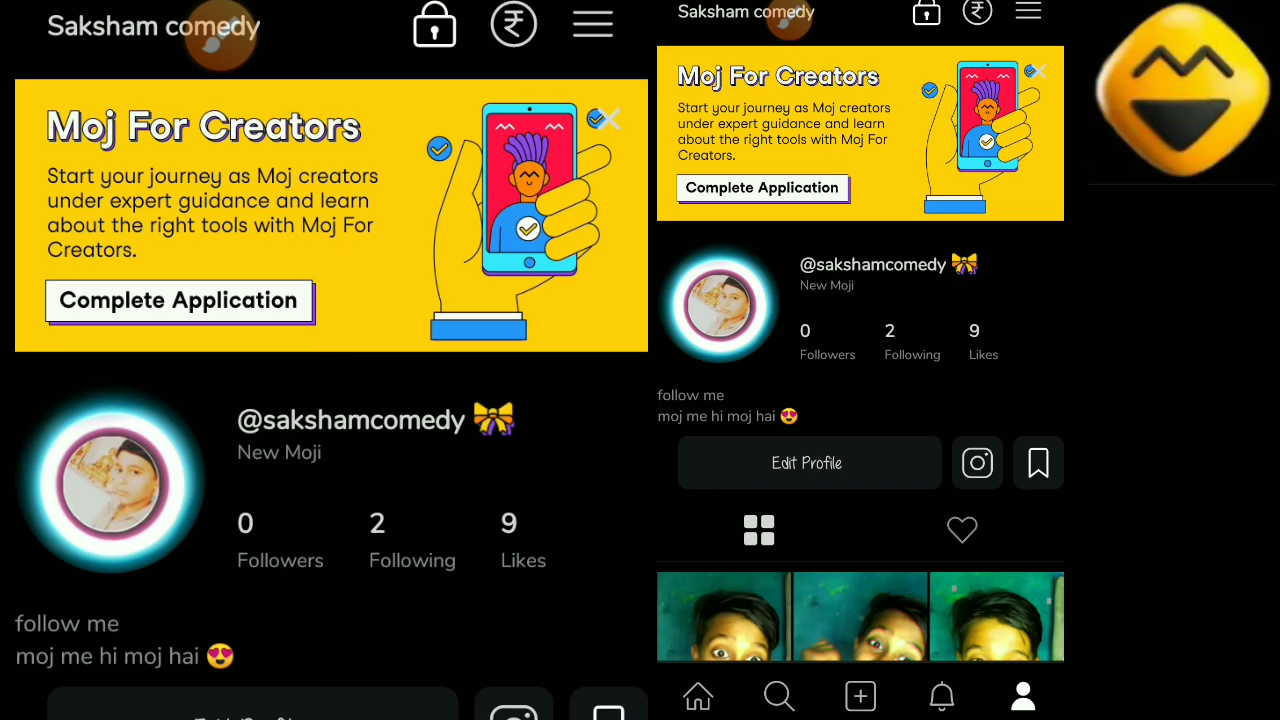 Saksham comedy
Moj For Creators
Start your journey as Moj creators
under expert guidance and learn
about the right tools with Moj For
Creators.
Complete Application
@sakshamcomedy
New Moji
0 2 9
Followers Following Likes
follow me
moj me hi moj hai 😍
Saksham comedy
Moj For Creators
Start your journey as Moj creators
under expert guidance and learn
about the right tools with Moj For
Creators.
Complete Application
@sakshamcomedy
New Moji
0 2 9
Followers Following Likes
follow me
moj me hi moj hai 😍
Edit Profile